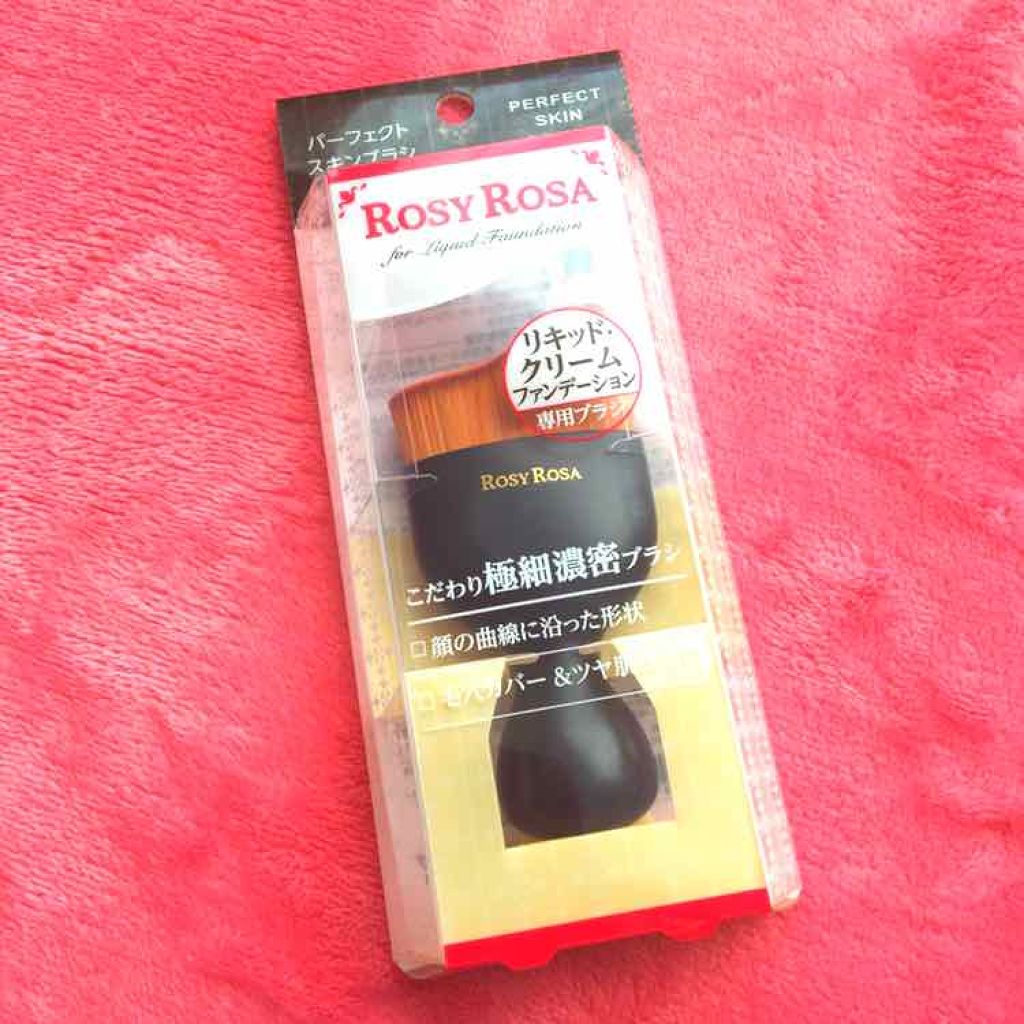 パーフェクト
スキンブラシ
PERFECT
SKIN
ROSY ROSA
for Liquid Foundation
リキッド・
クリーム
ファンデーション
専用ブラシ
ROSY ROSA
こだわり極細濃密ブラシ
□ 顔の曲線に沿った形状
□ 毛穴カバー &ツヤ肌